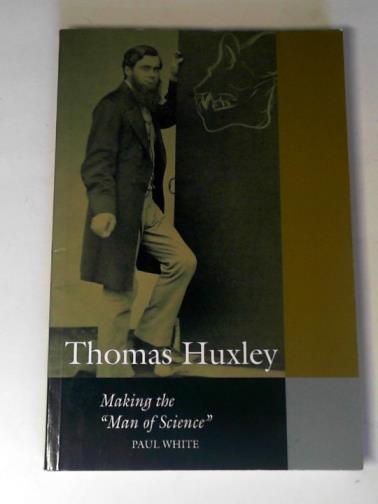 Thomas Huxley
Making the
“Man of Science”
PAUL WHITE